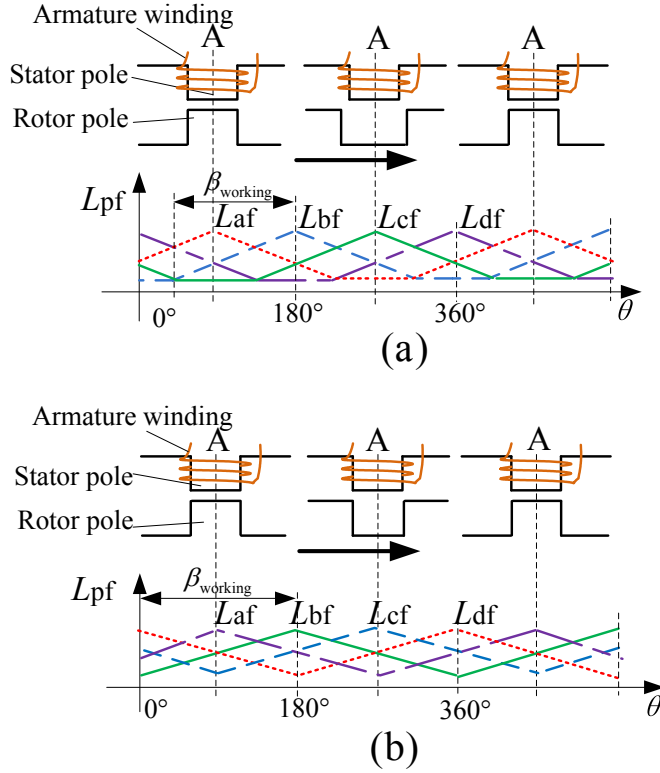 Armature winding
A A A
Stator pole
Rotor pole
Lpf
βworking
Laf Lbf Lcf Ldf
0° 180° 360° θ
(a)
Armature winding
A A A
Stator pole
Rotor pole
Lpf
βworking
Laf Lbf Lcf Ldf
0° 180° 360° θ
(b)